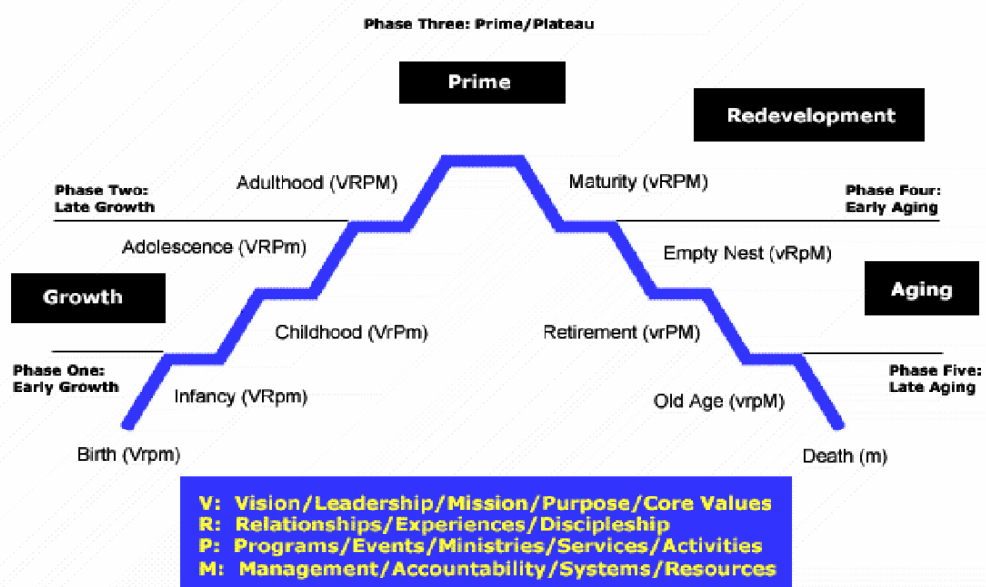 Phase Three: Prime/Plateau
Prime
Redevelopment
Adulthood (VRPM)
Maturity (vRPM)
Phase Two:
Late Growth
Phase Four:
Early Aging
Adolescence (VRPm)
Empty Nest (vRpM)
Growth
Aging
Childhood (VrPm)
Retirement (vrPM)
Phase One:
Early Growth
Phase Five:
Late Aging
Infancy (VRpm)
Old Age (vrpM)
Birth (Vrpm)
Death (m)
V: Vision/Leadership/Mission/Purpose/Core Values
R: Relationships/Experiences/Discipleship
P: Programs/Events/Ministries/Services/Activities
M: Management/Accountability/Systems/Resources